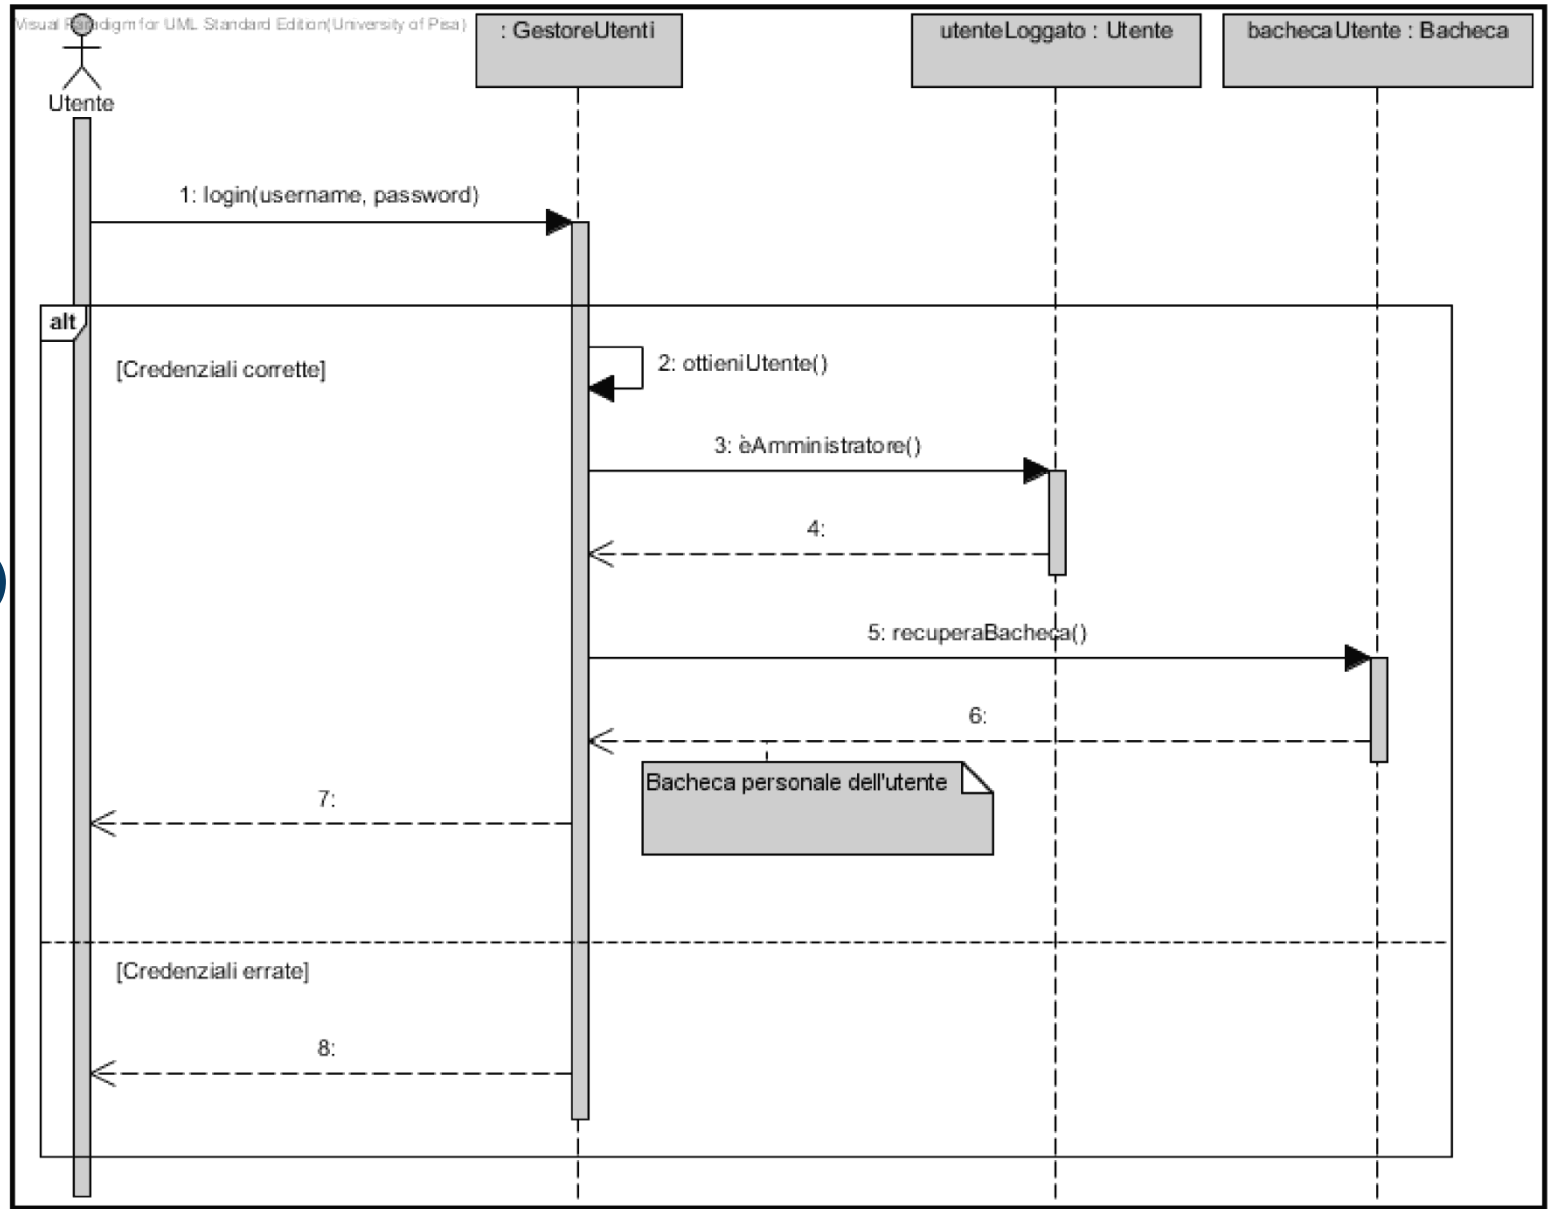 Visual Paradigm for UML Standard Edition(University of Pisa)
: GestoreUtenti
utenteLoggato : Utente
bachecaUtente : Bacheca
Utente
1: login(username, password)
alt
[Credenziali corrette]
2: ottieniUtente()
3: èAmministratore()
4:
5: recuperaBacheca()
6:
Bacheca personale dell'utente
7:
[Credenziali errate]
8: